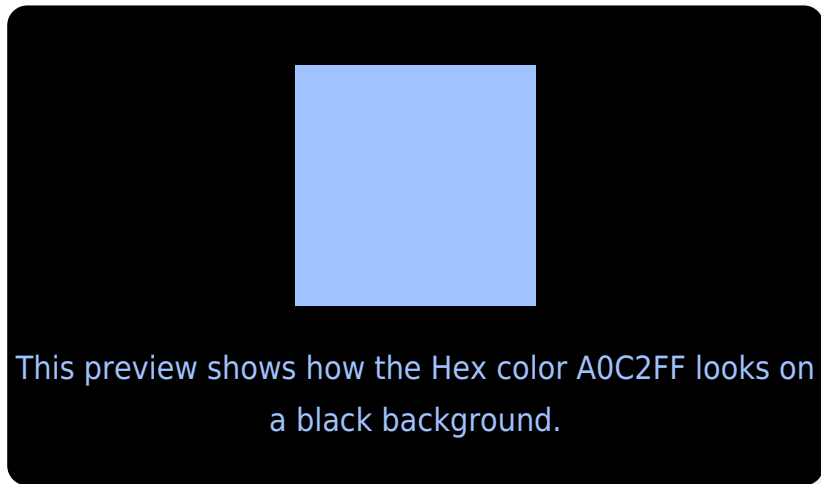 This preview shows how the Hex color A0C2FF looks on
a black background.